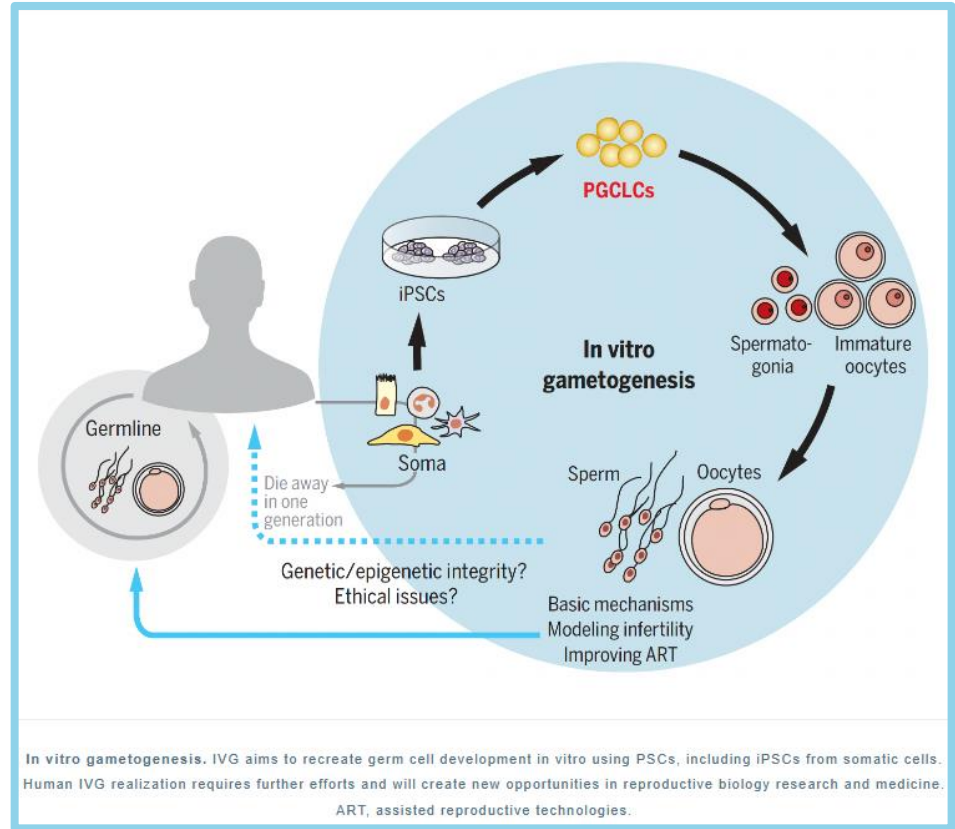 PGCLCs
iPSCs
Spermato-
gonia
Immature
oocytes
In vitro
gametogenesis
Germline
Soma
Die away
in one
generation
Sperm
Oocytes
Genetic/epigenetic integrity?
Ethical issues?
Basic mechanisms
Modeling infertility
Improving ART
In vitro gametogenesis. IVG aims to recreate germ cell development in vitro using PSCs, including iPSCs from somatic cells.
Human IVG realization requires further efforts and will create new opportunities in reproductive biology research and medicine.
ART, assisted reproductive technologies.